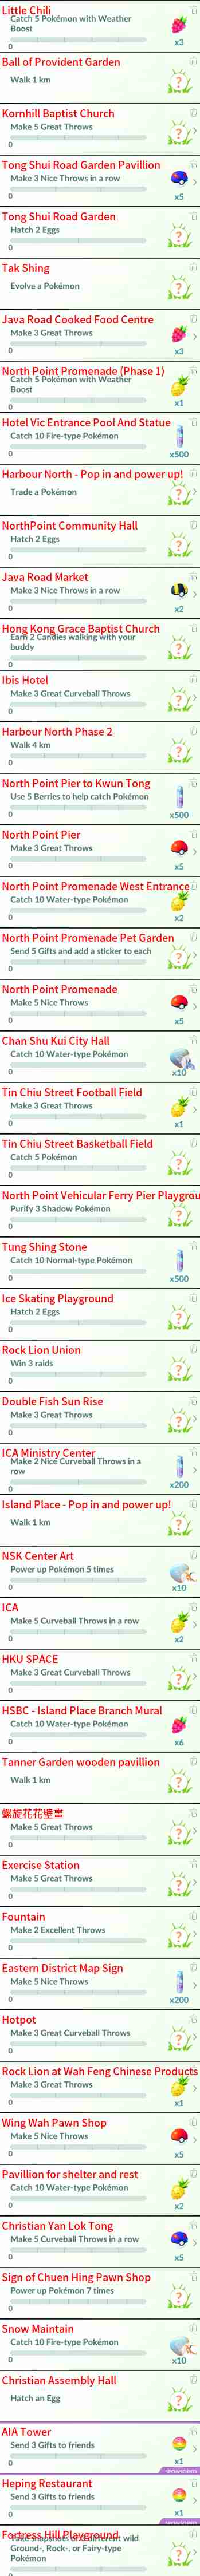 Little Chili
Catch 5 Pokémon with Weather
Boost
0
x3
Ball of Provident Garden
Walk 1 km
?
Kornhill Baptist Church
Make 5 Great Throws
?
0
Tong Shui Road Garden Pavillion
Make 3 Nice Throws in a row
0
x5
Tong Shui Road Garden
Hatch 2 Eggs
?
0
Tak Shing
Evolve a Pokémon
?
Java Road Cooked Food Centre
Make 3 Great Throws
0
x3
North Point Promenade (Phase 1)
Catch 5 Pokémon with Weather
Boost
0
x1
Hotel Vic Entrance Pool And Statue
Catch 10 Fire-type Pokémon
0
x500
Harbour North - Pop in and power up!
Trade a Pokémon
?
NorthPoint Community Hall
Hatch 2 Eggs
?
0
Java Road Market
Make 3 Nice Throws in a row
0
x2
Hong Kong Grace Baptist Church
Earn 2 Candies walking with your
buddy
?
0
Ibis Hotel
Make 3 Great Curveball Throws
?
0
Harbour North Phase 2
Walk 4 km
?
0
North Point Pier to Kwun Tong
Use 5 Berries to help catch Pokémon
0
x500
North Point Pier
Make 3 Great Throws
0
x5
North Point Promenade West Entrance
Catch 10 Water-type Pokémon
0
x2
North Point Promenade Pet Garden
Send 5 Gifts and add a sticker to each
?
0
North Point Promenade
Make 5 Nice Throws
0
x5
Chan Shu Kui City Hall
Catch 10 Water-type Pokémon
0
x10
Tin Chiu Street Football Field
Make 3 Great Throws
0
x1
Tin Chiu Street Basketball Field
Catch 5 Pokémon
?
0
North Point Vehicular Ferry Pier Playgrou
Purify 3 Shadow Pokémon
?
0
Tung Shing Stone
Catch 10 Normal-type Pokémon
0
x500
Ice Skating Playground
Hatch 2 Eggs
?
0
Rock Lion Union
Win 3 raids
?
0
Double Fish Sun Rise
Make 3 Great Throws
?
0
ICA Ministry Center
Make 2 Nice Curveball Throws in a
row
0
x200
Island Place - Pop in and power up!
Walk 1 km
?
NSK Center Art
Power up Pokémon 5 times
0
x10
ICA
Make 5 Curveball Throws in a row
0
x2
HKU SPACE
Make 3 Great Curveball Throws
?
0
HSBC - Island Place Branch Mural
Catch 10 Water-type Pokémon
0
x6
Tanner Garden wooden pavillion
Walk 1 km
?
螺旋花花壁畫
Make 5 Great Throws
?
0
Exercise Station
Make 5 Great Throws
?
0
Fountain
Make 2 Excellent Throws
?
0
Eastern District Map Sign
Make 5 Nice Throws
0
x200
Hotpot
Make 3 Great Curveball Throws
?
0
Rock Lion at Wah Feng Chinese Products
Make 3 Great Throws
0
x1
Wing Wah Pawn Shop
Make 5 Nice Throws
0
x5
Pavillion for shelter and rest
Catch 10 Water-type Pokémon
0
x2
Christian Yan Lok Tong
Make 5 Curveball Throws in a row
0
x5
Sign of Chuen Hing Pawn Shop
Power up Pokémon 7 times
?
0
Snow Maintain
Catch 10 Fire-type Pokémon
0
x10
Christian Assembly Hall
Hatch an Egg
?
AIA Tower
Send 3 Gifts to friends
0
x1
Heping Restaurant
Send 3 Gifts to friends
0
x1
Fortress Hill Playground
Take snapshots of different wild
Ground-, Rock-, or Fairy-type
Pokémon
?